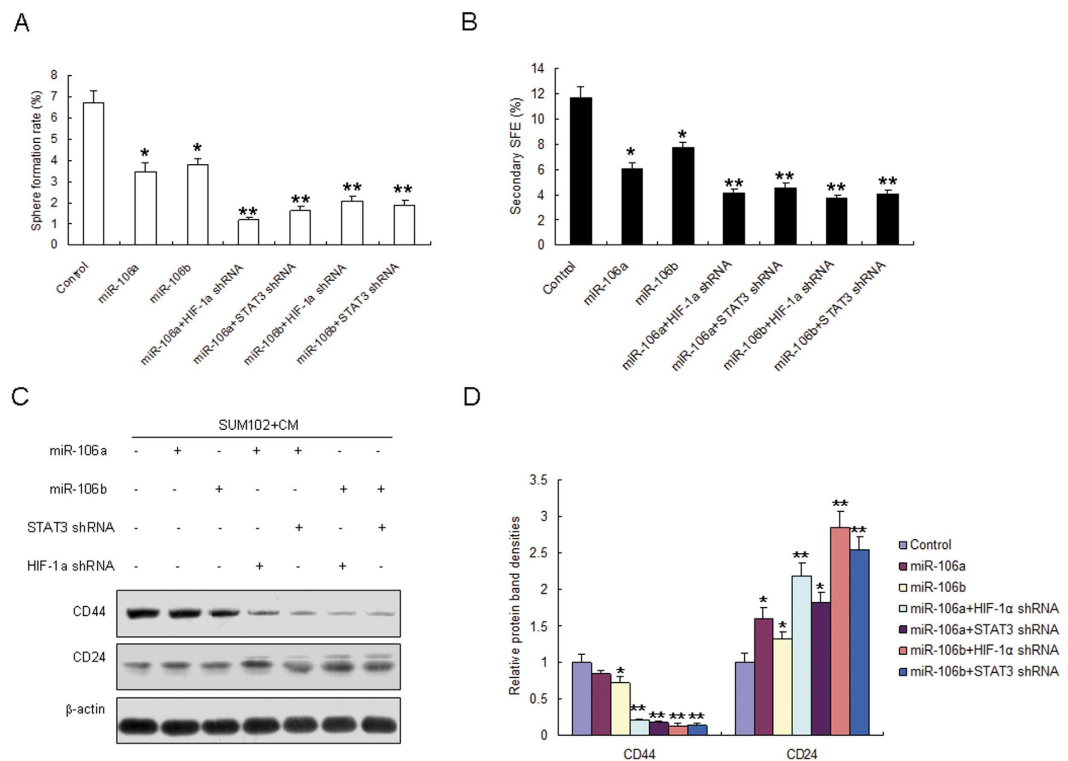 A
Sphere formation rate (%)
8
7
6
5
4
3
2
1
0
*
*
**
**
**
**
Control
miR-106a
miR-106b
miR-106a+HIF-1a shRNA
miR-106a+STAT3 shRNA
miR-106b+HIF-1a shRNA
miR-106b+STAT3 shRNA
B
Secondary SFE (%)
14
12
10
8
6
4
2
0
*
*
**
**
**
**
Control
miR-106a
miR-106b
miR-106a+HIF-1a shRNA
miR-106a+STAT3 shRNA
miR-106b+HIF-1a shRNA
miR-106b+STAT3 shRNA
C
SUM102+CM
miR-106a - + - + + - -
miR-106b - - + - - + +
STAT3 shRNA - - - - + - +
HIF-1a shRNA - - - + - + -
CD44
CD24
β-actin
D
Relative protein band densities
3.5
3
2.5
2
1.5
1
0.5
0
*
**
**
**
**
*
*
**
*
**
**
CD44
CD24
Control
miR-106a
miR-106b
miR-106a+HIF-1α shRNA
miR-106a+STAT3 shRNA
miR-106b+HIF-1α shRNA
miR-106b+STAT3 shRNA